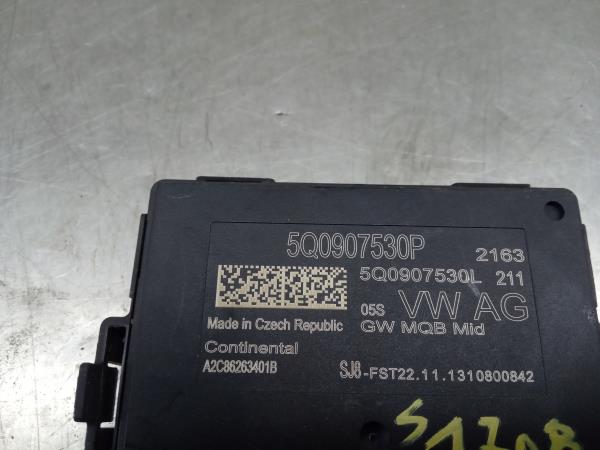 5Q0907530P 2163
5Q0907530L 211
05S VW AG
Made in Czech Republic GW MQB Mid
Continental
A2C86263401B SJ8-FST22.11.1310800842
S1708